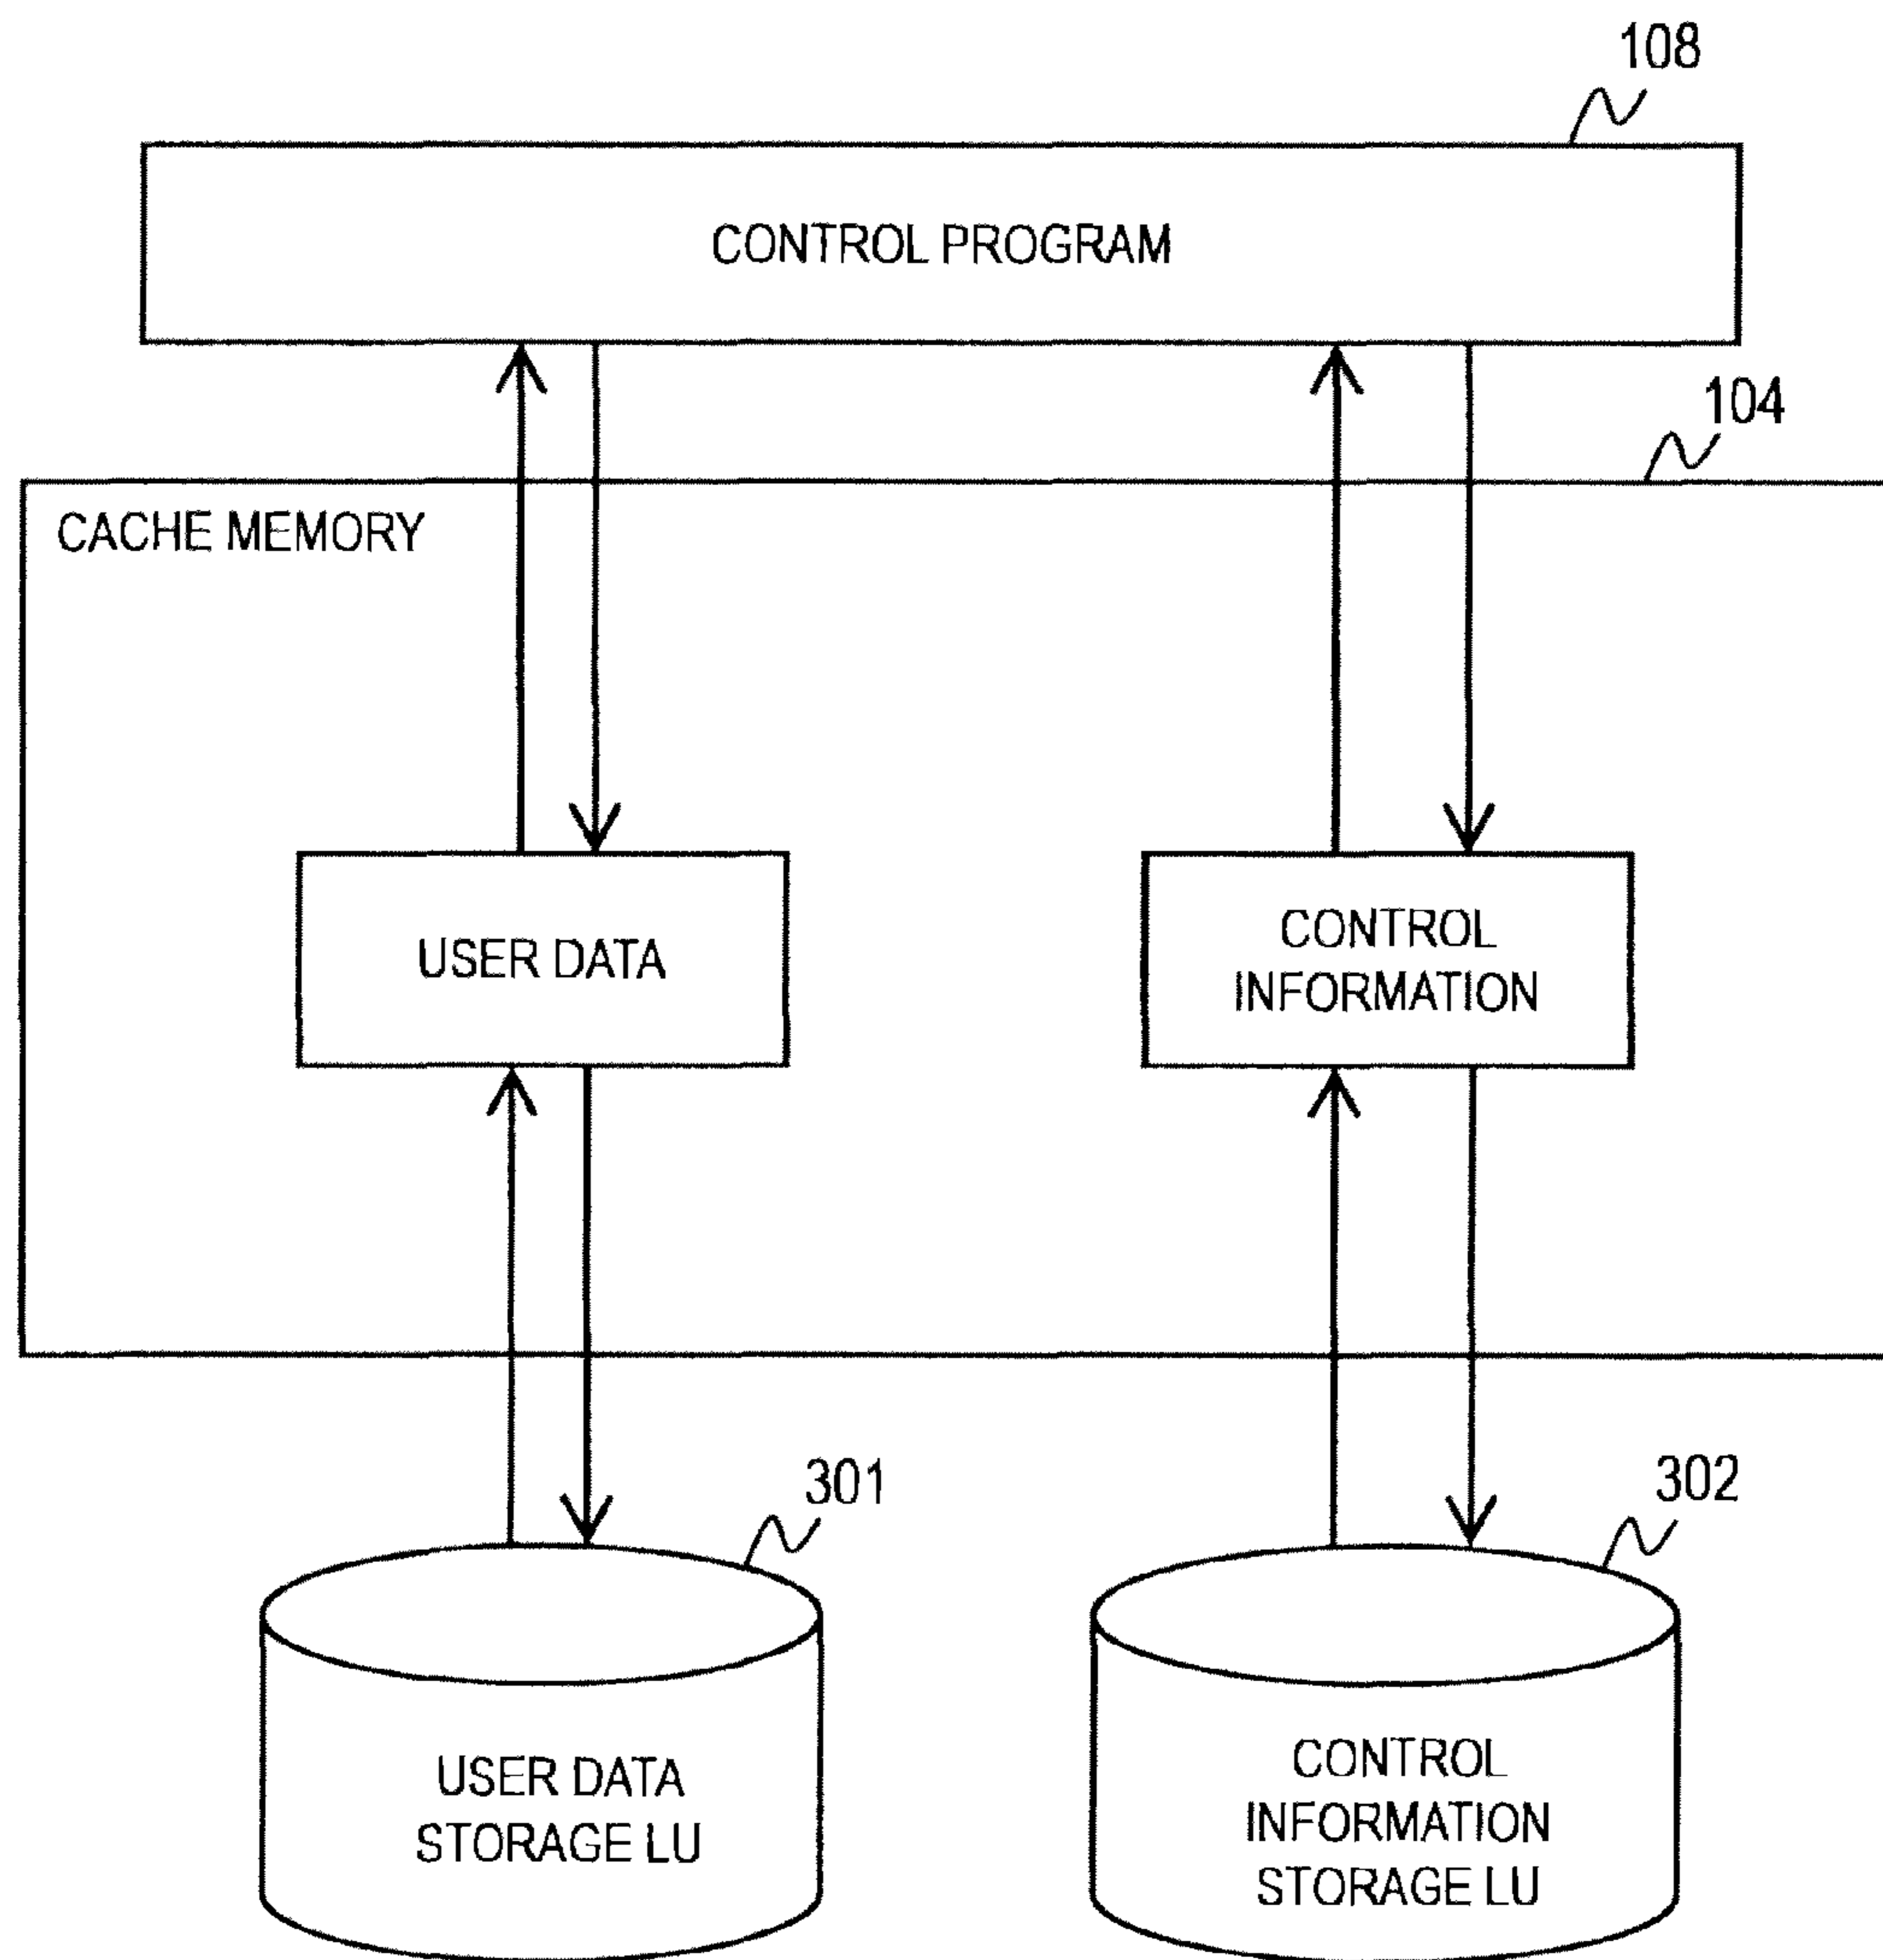 108
CONTROL PROGRAM
104
CACHE MEMORY
USER DATA
CONTROL
INFORMATION
301
302
USER DATA
STORAGE LU
CONTROL
INFORMATION
STORAGE LU